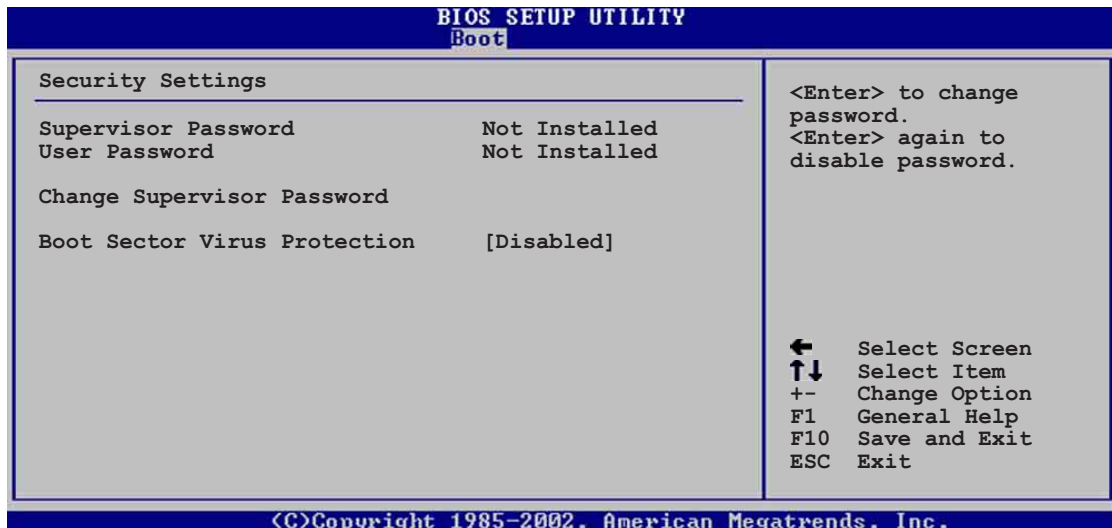 BIOS SETUP UTILITY
Boot
Security Settings
Supervisor Password Not Installed
User Password Not Installed
Change Supervisor Password
Boot Sector Virus Protection [Disabled]
<Enter> to change
password.
<Enter> again to
disable password.
← Select Screen
↑↓ Select Item
+- Change Option
F1 General Help
F10 Save and Exit
ESC Exit
(C)Copyright 1985-2002, American Megatrends, Inc.